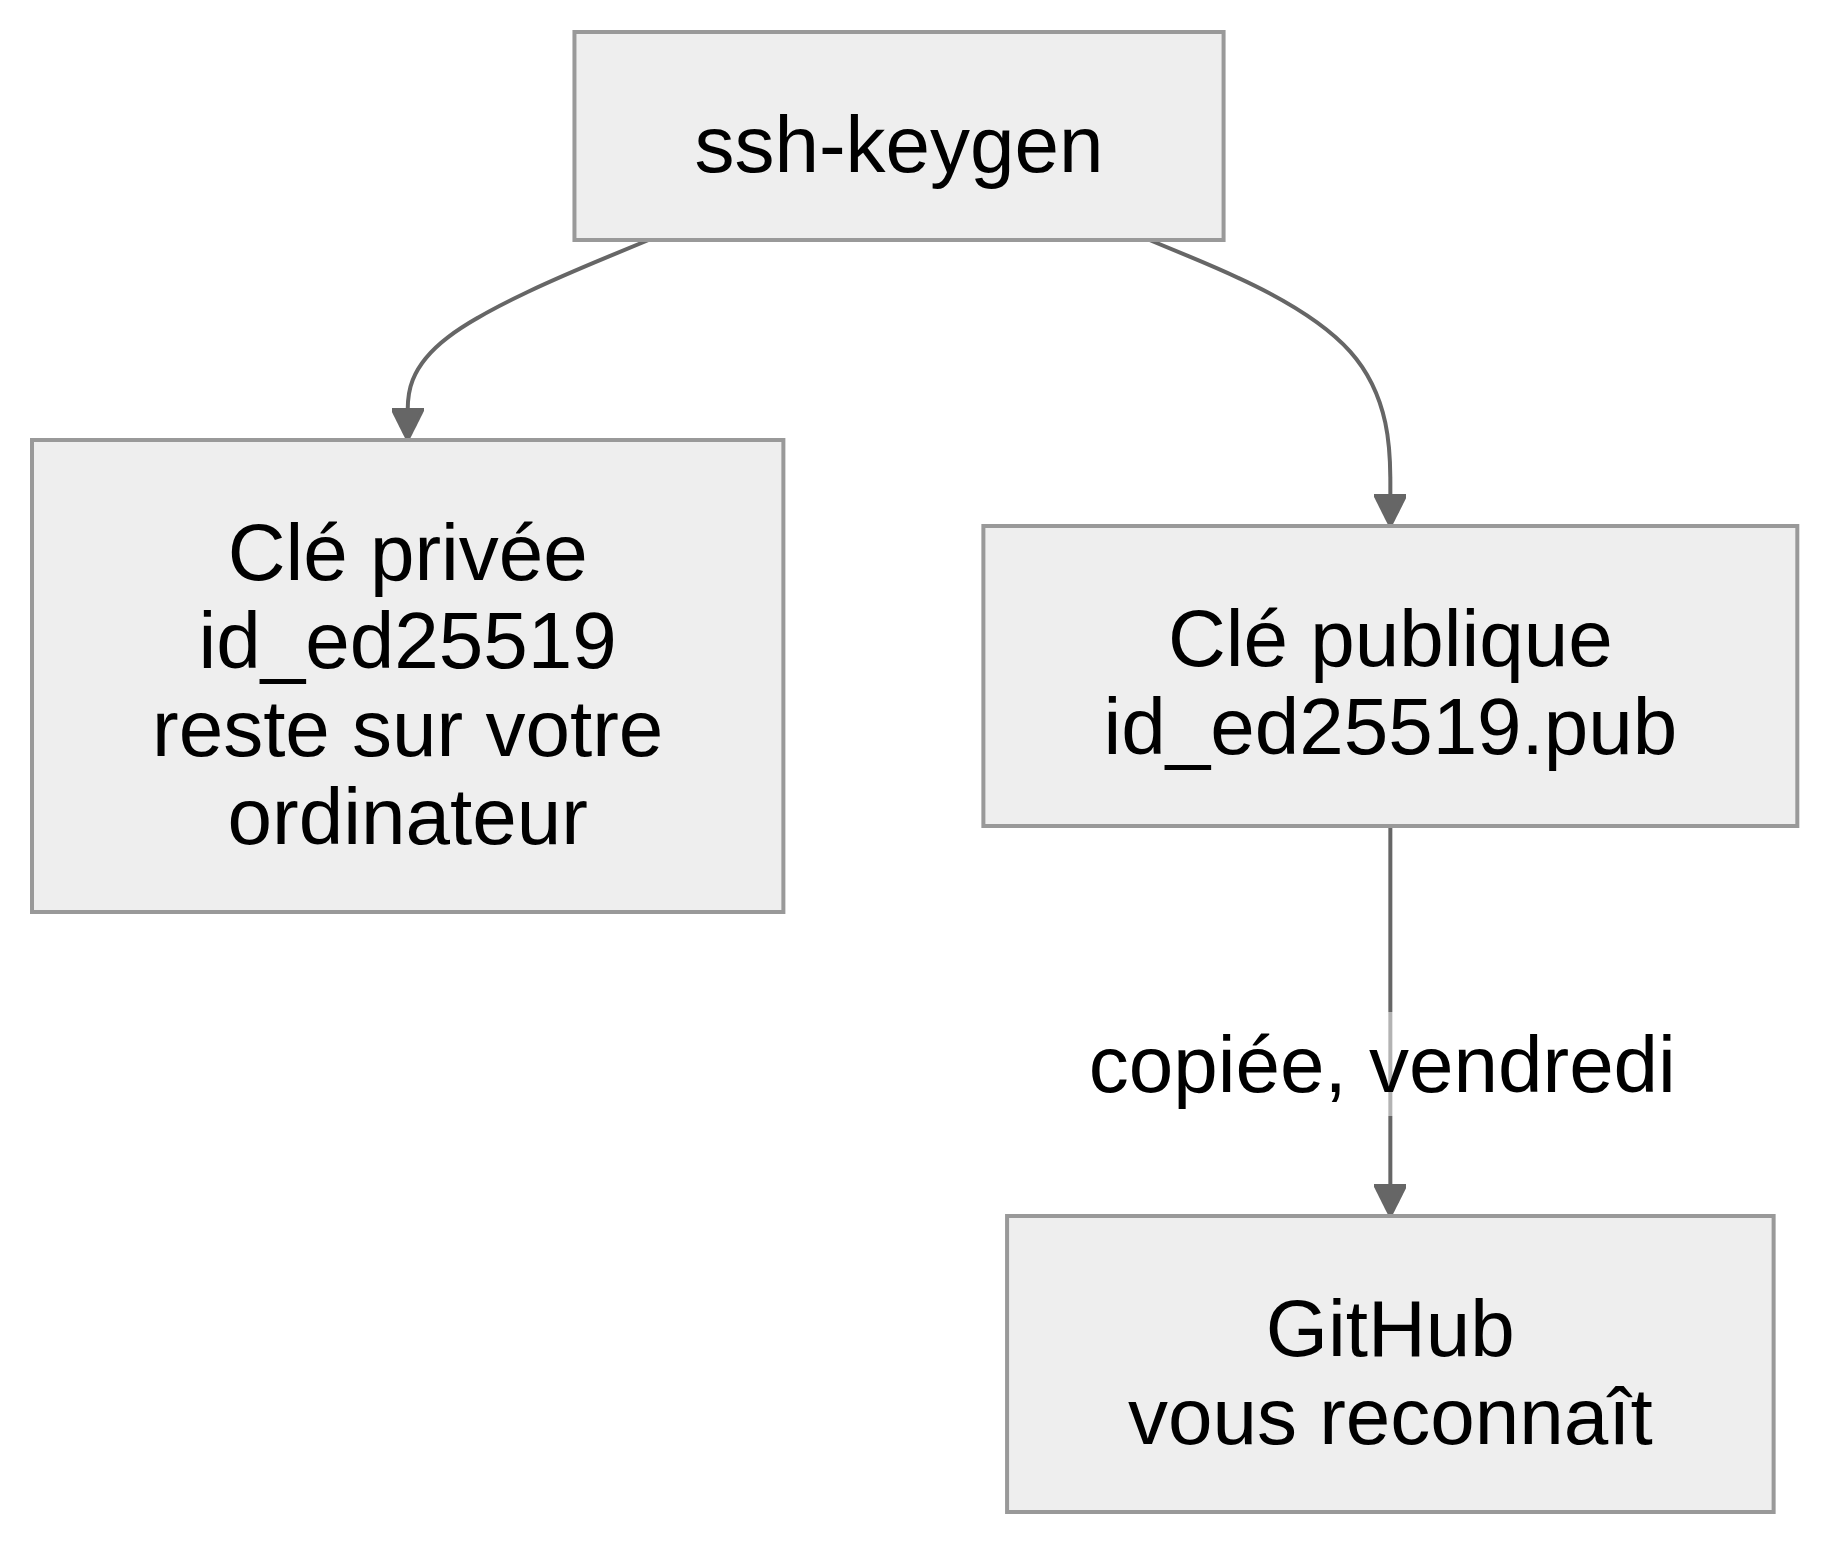 ssh-keygen
Clé privée
id_ed25519
reste sur votre
ordinateur
Clé publique
id_ed25519.pub
copiée, vendredi
GitHub
vous reconnaît